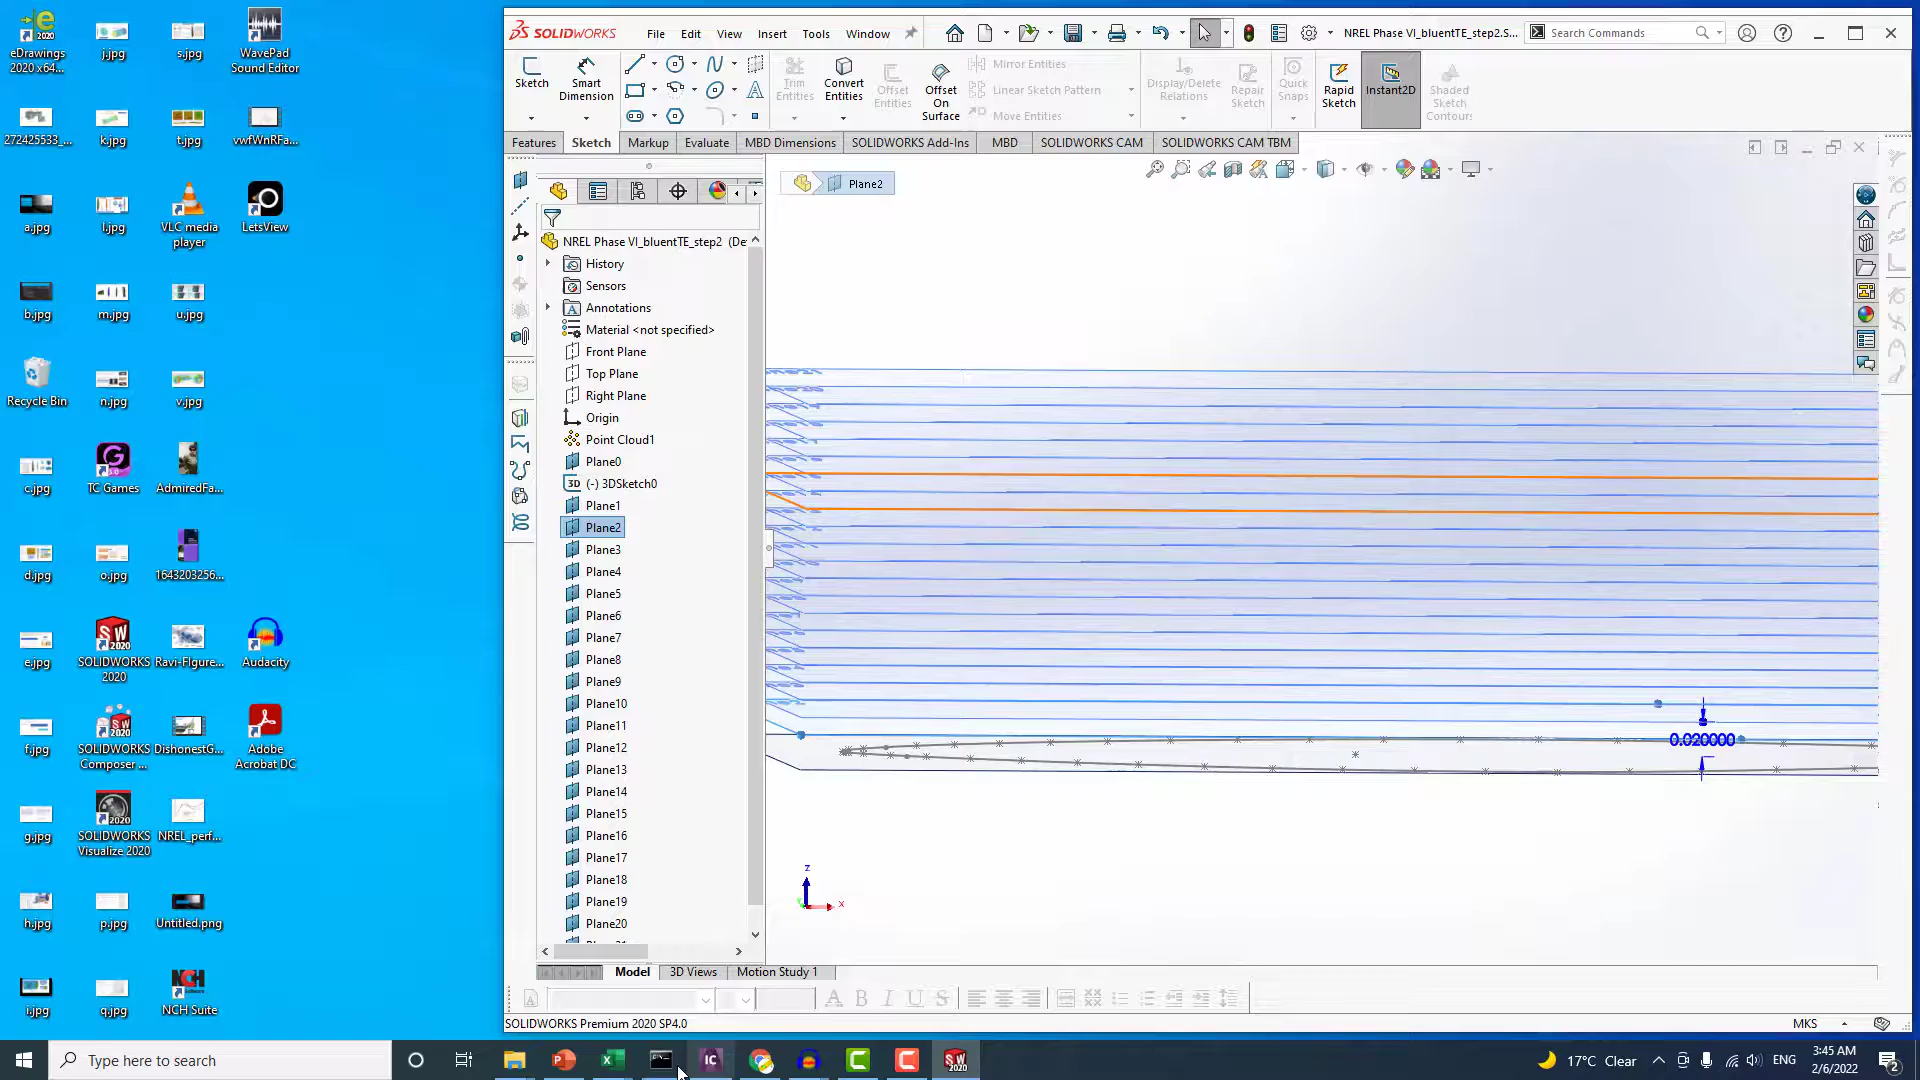 eDrawings
2020 x64...
j.jpg
s.jpg
WavePad
Sound Editor
272425533_...
k.jpg
t.jpg
vwfWnRFa...
a.jpg
l.jpg
VLC media
player
LetsView
b.jpg
m.jpg
u.jpg
Recycle Bin
n.jpg
v.jpg
c.jpg
TC Games
AdmiredFa...
d.jpg
o.jpg
1643203256...
e.jpg
SOLIDWORKS
2020
Ravi-FIgure...
Audacity
f.jpg
SOLIDWORKS
Composer ...
DishonestG...
Adobe
Acrobat DC
g.jpg
SOLIDWORKS
Visualize 2020
NREL_perf...
h.jpg
p.jpg
Untitled.png
i.jpg
q.jpg
NCH Suite
SOLIDWORKS
File
Edit
View
Insert
Tools
Window
NREL Phase VI_bluentTE_step2.S...
Search Commands
Sketch
Smart
Dimension
Trim
Entities
Convert
Entities
Offset
Entities
Offset
On
Surface
Mirror Entities
Linear Sketch Pattern
Move Entities
Display/Delete
Relations
Repair
Sketch
Quick
Snaps
Rapid
Sketch
Instant2D
Shaded
Sketch
Contours
Features
Sketch
Markup
Evaluate
MBD Dimensions
SOLIDWORKS Add-Ins
MBD
SOLIDWORKS CAM
SOLIDWORKS CAM TBM
Plane2
NREL Phase VI_bluentTE_step2 (De
History
Sensors
Annotations
Material <not specified>
Front Plane
Top Plane
Right Plane
Origin
Point Cloud1
Plane0
3D (-) 3DSketch0
Plane1
Plane2
Plane3
Plane4
Plane5
Plane6
Plane7
Plane8
Plane9
Plane10
Plane11
Plane12
Plane13
Plane14
Plane15
Plane16
Plane17
Plane18
Plane19
Plane20
0.020000
z
x
Model
3D Views
Motion Study 1
A B I U S
SOLIDWORKS Premium 2020 SP4.0
MKS
Type here to search
17°C Clear
ENG
3:45 AM
2/6/2022
2